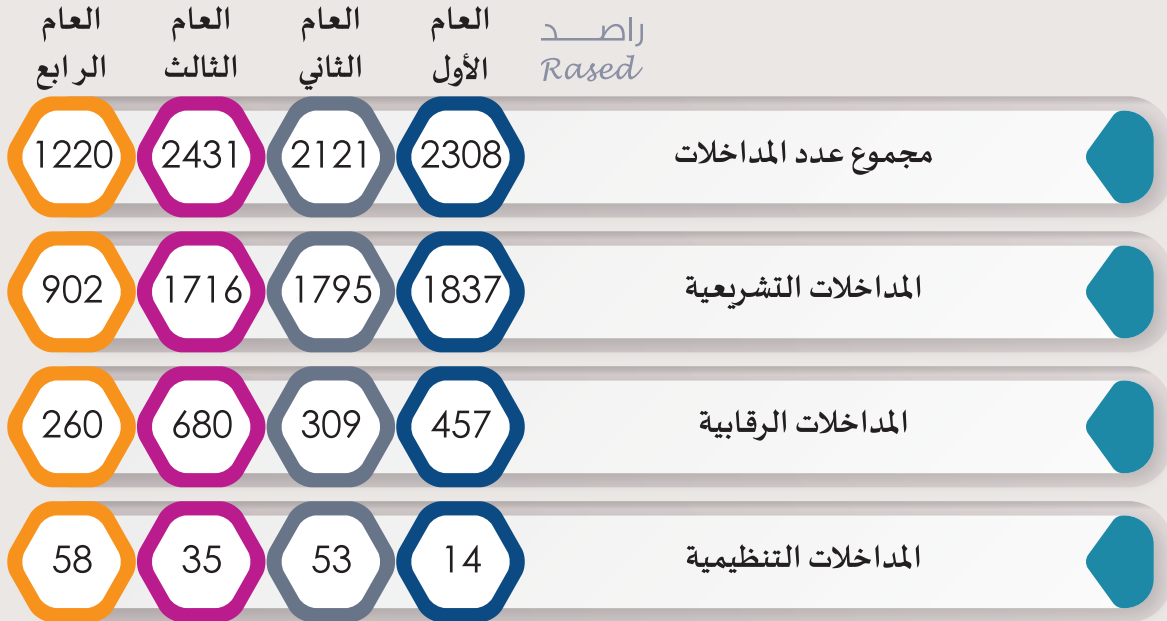 راصد
Rased
العام الأول
العام الثاني
العام الثالث
العام الرابع
مجموع عدد المداخلات 2308 2121 2431 1220
المداخلات التشريعية 1837 1795 1716 902
المداخلات الرقابية 457 309 680 260
المداخلات التنظيمية 14 53 35 58